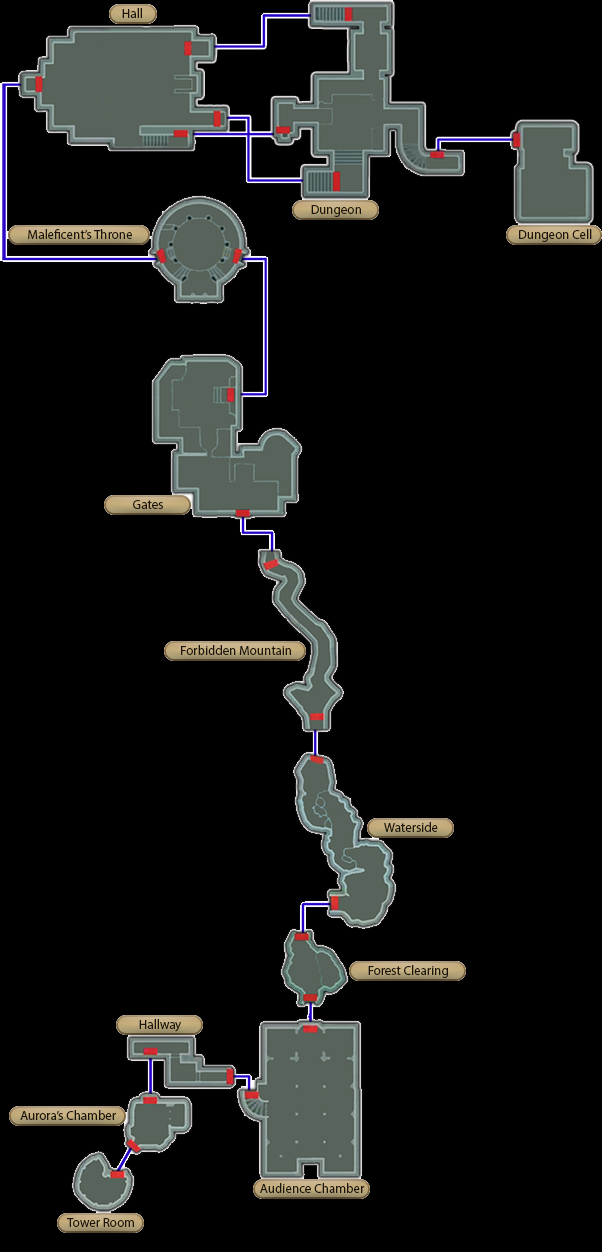 Hall
Dungeon
Maleficent's Throne
Dungeon Cell
Gates
Forbidden Mountain
Waterside
Forest Clearing
Hallway
Aurora's Chamber
Audience Chamber
Tower Room